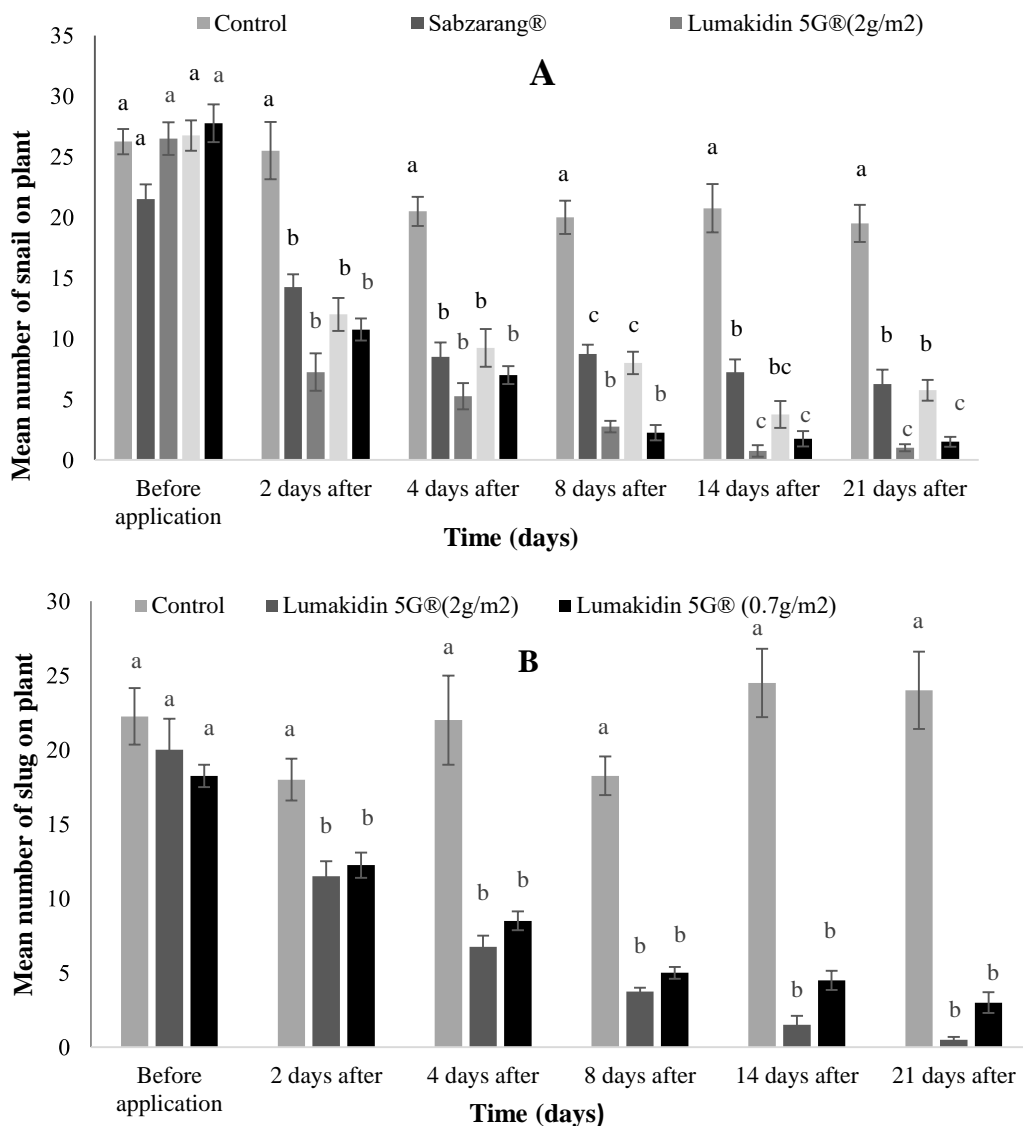 Control Sabzarang® Lumakidin 5G®(2g/m2)
A
Mean number of snail on plant
35
30
25
20
15
10
5
0
a a a a a
a b b b b
a b b b b
a c b c b
a b c bc c
a b c b c
Before application
2 days after
4 days after
8 days after
14 days after
21 days after
Time (days)
Control Lumakidin 5G®(2g/m2) Lumakidin 5G® (0.7g/m2)
B
Mean number of slug on plant
30
25
20
15
10
5
0
a a a
a b b
a b b
a b b
a b b
a b b
Before application
2 days after
4 days after
8 days after
14 days after
21 days after
Time (days)